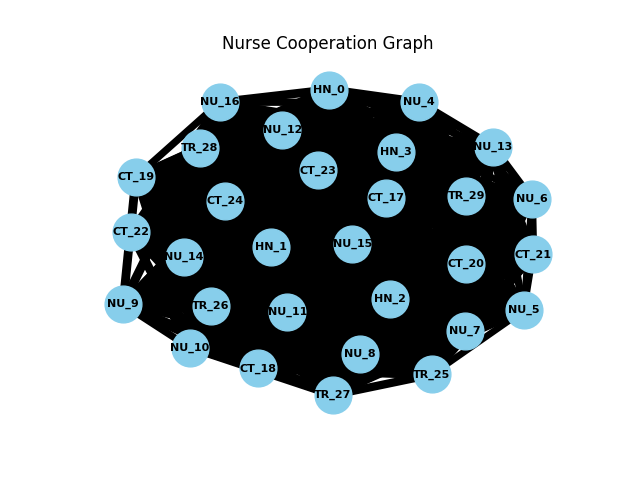 Nurse Cooperation Graph
HN_0
NU_16
NU_4
NU_12
NU_13
TR_28
HN_3
CT_23
CT_19
TR_29
CT_17
NU_6
CT_24
CT_22
NU_15
HN_1
CT_21
NU_14
CT_20
HN_2
NU_9
TR_26
NU_5
NU_11
NU_7
NU_10
NU_8
CT_18
TR_25
TR_27